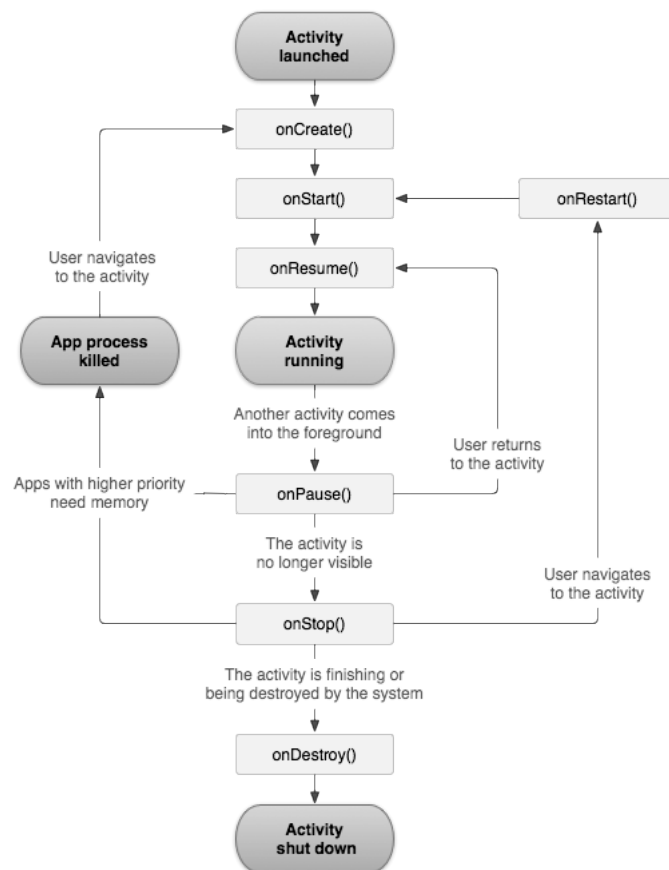 Activity
launched
onCreate()
onStart()
onRestart()
User navigates
to the activity
onResume()
App process
killed
Activity
running
Another activity comes
into the foreground
User returns
to the activity
Apps with higher priority
need memory
onPause()
The activity is
no longer visible
User navigates
to the activity
onStop()
The activity is finishing or
being destroyed by the system
onDestroy()
Activity
shut down